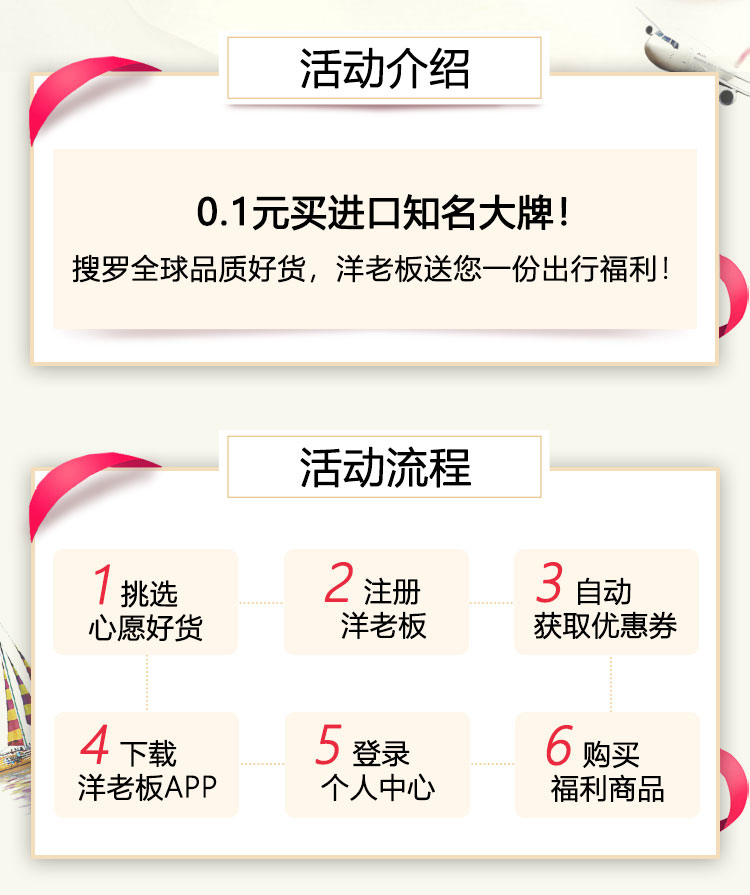 活动介绍
0.1元买进口知名大牌！
搜罗全球品质好货，洋老板送您一份出行福利！
活动流程
1 挑选
心愿好货
2 注册
洋老板
3 自动
获取优惠券
4 下载
洋老板APP
5 登录
个人中心
6 购买
福利商品